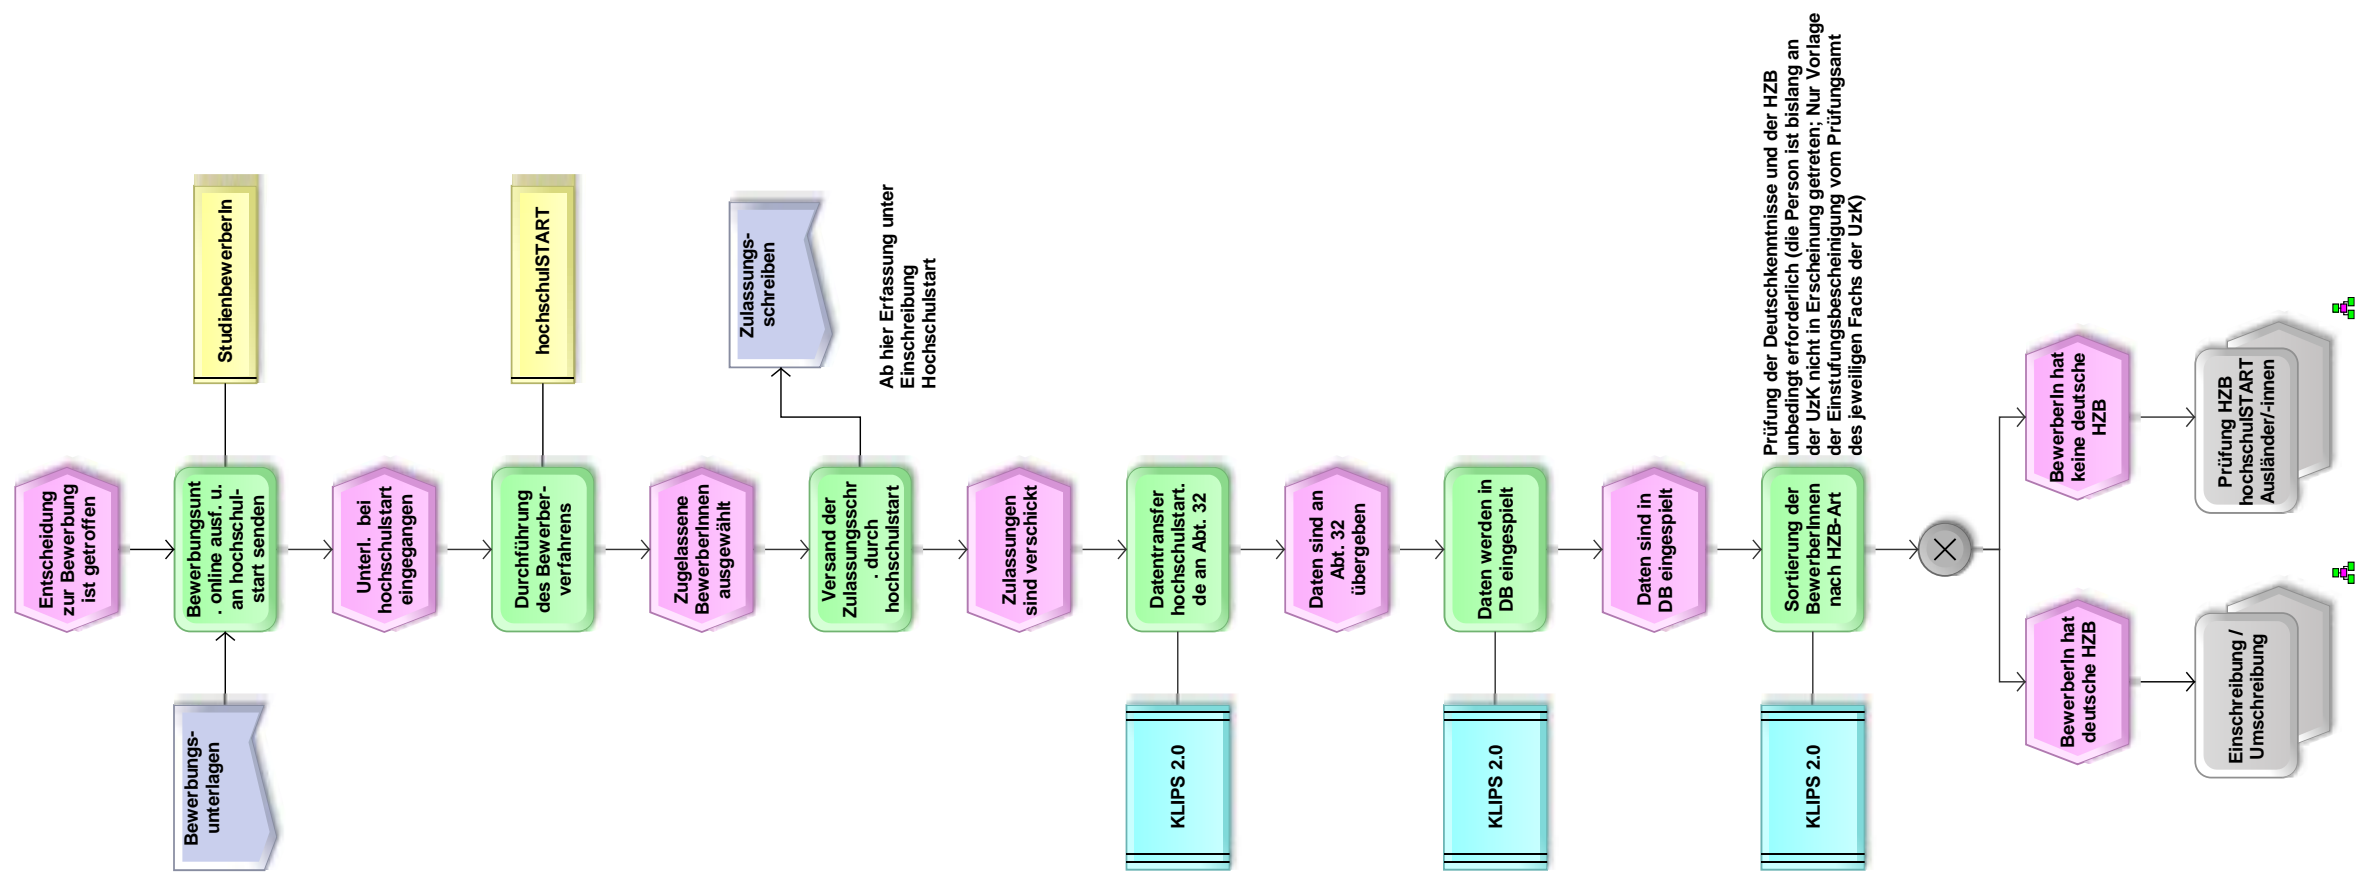 Entscheidung
zur Bewerbung
ist getroffen
Bewerbungs-
unterlagen
Bewerbungsunt
. online ausf. u.
an hochschul-
start senden
StudienbewerberIn
Unterl. bei
hochschulstart
eingegangen
Durchführung
des Bewerber-
verfahrens
hochschulSTART
Zugelassene
BewerberInnen
ausgewählt
Versand der
Zulassungsschr
. durch
hochschulstart
Zulassungs-
schreiben
Ab hier Erfassung unter
Einschreibung
Hochschulstart
Zulassungen
sind verschickt
Datentransfer
hochschulstart.
de an Abt. 32
KLIPS 2.0
Daten sind an
Abt. 32
übergeben
Daten werden in
DB eingespielt
KLIPS 2.0
Daten sind in
DB eingespielt
Sortierung der
BewerberInnen
nach HZB-Art
KLIPS 2.0
Prüfung der Deutschkenntnisse und der HZB
unbedingt erforderlich (die Person ist bislang an
der UzK nicht in Erscheinung getreten; Nur Vorlage
der Einstufungsbescheinigung vom Prüfungsamt
des jeweiligen Fachs der UzK)
BewerberIn hat
deutsche HZB
BewerberIn hat
keine deutsche
HZB
Einschreibung /
Umschreibung
Prüfung HZB
hochschulSTART
Ausländer/-innen